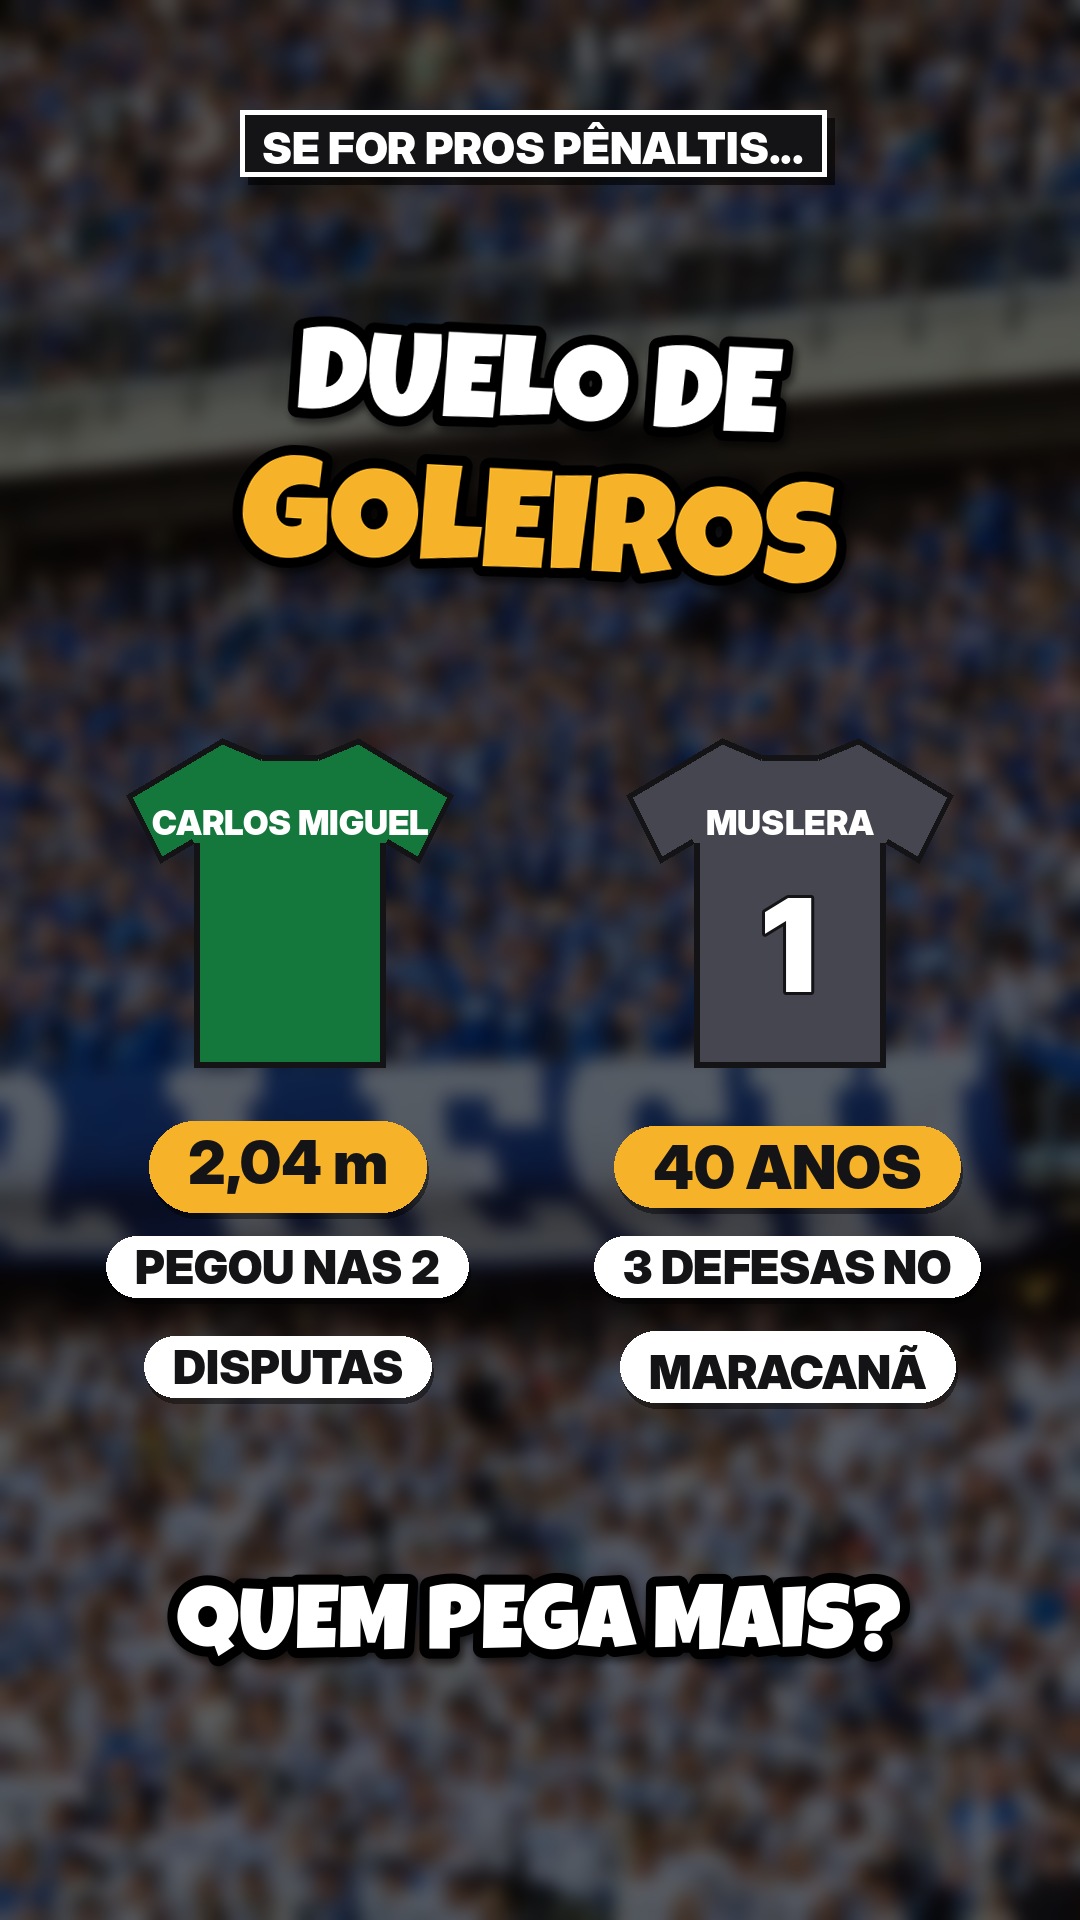 SE FOR PROS PÊNALTIS...
DUELO DE
GOLEIROS
CARLOS MIGUEL
MUSLERA
1
2,04 m
PEGOU NAS 2
DISPUTAS
40 ANOS
3 DEFESAS NO
MARACANÃ
QUEM PEGA MAIS?